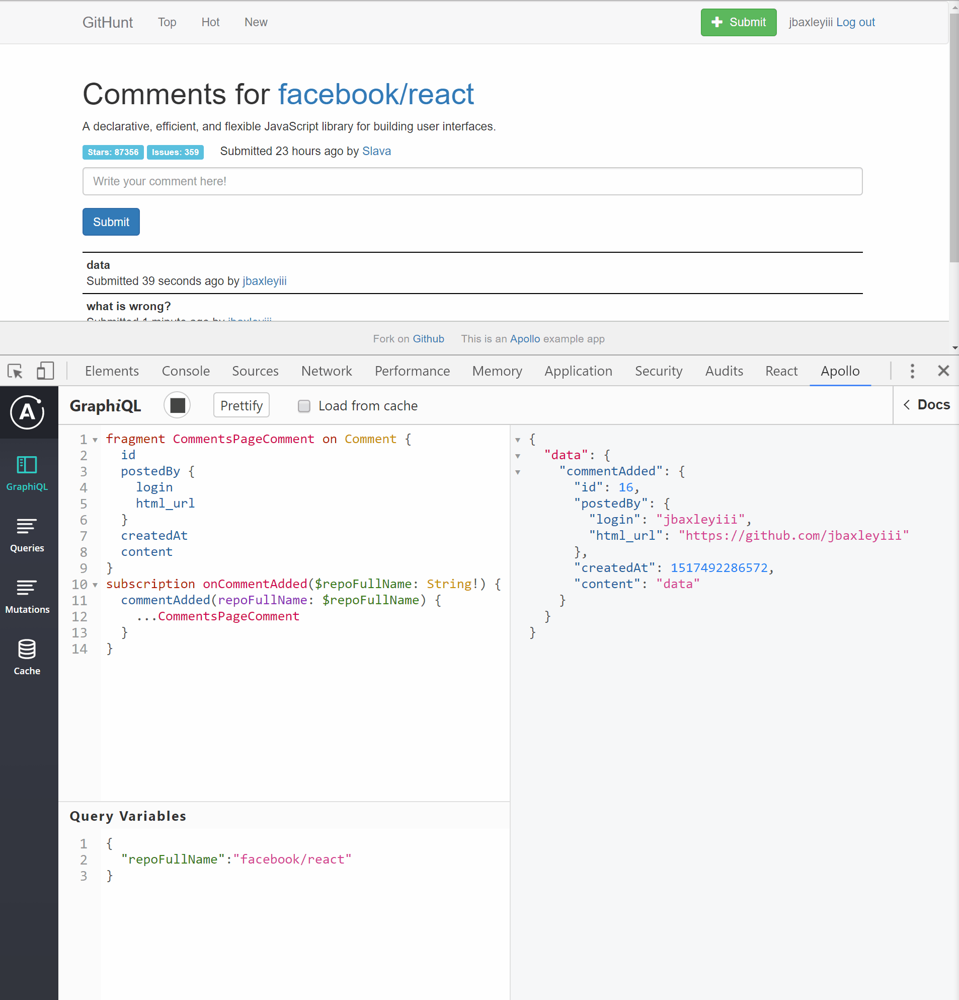 GitHunt Top Hot New Submit jbaxleyiii Log out
Comments for facebook/react
A declarative, efficient, and flexible JavaScript library for building user interfaces.
Stars: 87356 Issues: 359 Submitted 23 hours ago by Slava
Write your comment here!
Submit
data
Submitted 39 seconds ago by jbaxleyiii
what is wrong?
Submitted 1 minute ago by jbaxleyiii
Fork on Github This is an Apollo example app
Elements Console Sources Network Performance Memory Application Security Audits React Apollo
GraphiQL Prettify Load from cache
< Docs
GraphiQL
Queries
Mutations
Cache
1 fragment CommentsPageComment on Comment {
2 id
3 postedBy {
4 login
5 html_url
6 }
7 createdAt
8 content
9 }
10 subscription onCommentAdded($repoFullName: String!) {
11 commentAdded(repoFullName: $repoFullName) {
12 ...CommentsPageComment
13 }
14 }
Query Variables
1 {
2 "repoFullName":"facebook/react"
3 }
{
"data": {
"commentAdded": {
"id": 16,
"postedBy": {
"login": "jbaxleyiii",
"html_url": "https://github.com/jbaxleyiii"
},
"createdAt": 1517492286572,
"content": "data"
}
}
}